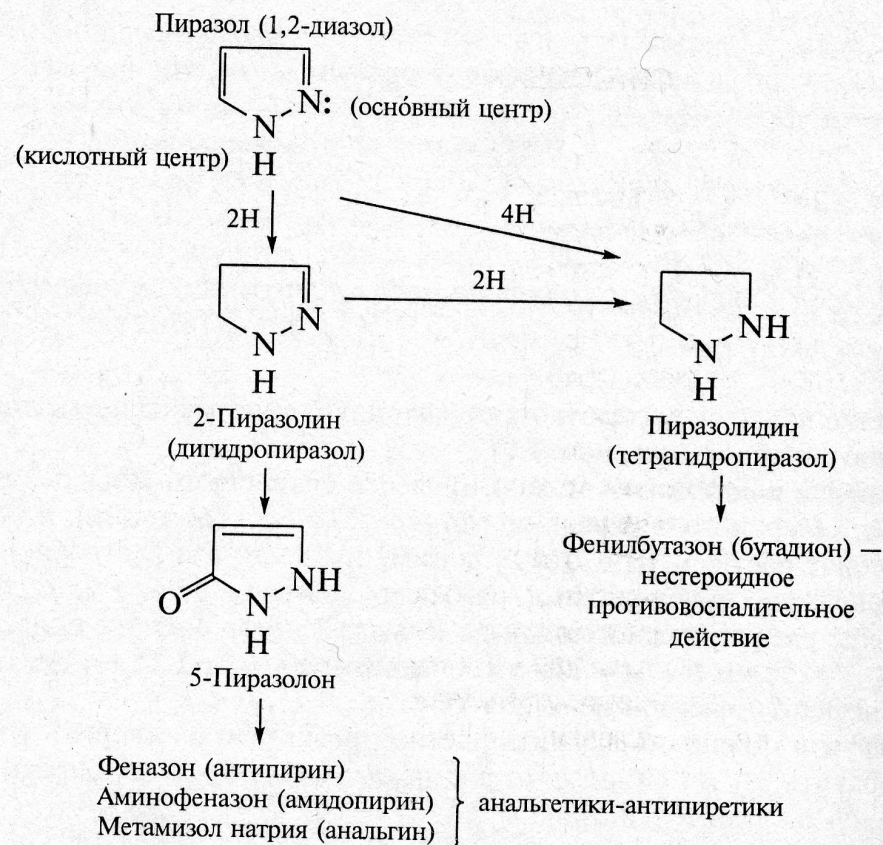 Пиразол (1,2-диазол)
N: (осно́вный центр)
N
(кислотный центр) H
2H
4H
N
N
H
2H
NH
N
H
2-Пиразолин
(дигидропиразол)
Пиразолидин
(тетрагидропиразол)
O
NH
N
H
5-Пиразолон
Фенилбутазон (бутадион) —
нестероидное
противовоспалительное
действие
Феназон (антипирин)
Аминофеназон (амидопирин)
Метамизол натрия (анальгин)
анальгетики-антипиретики